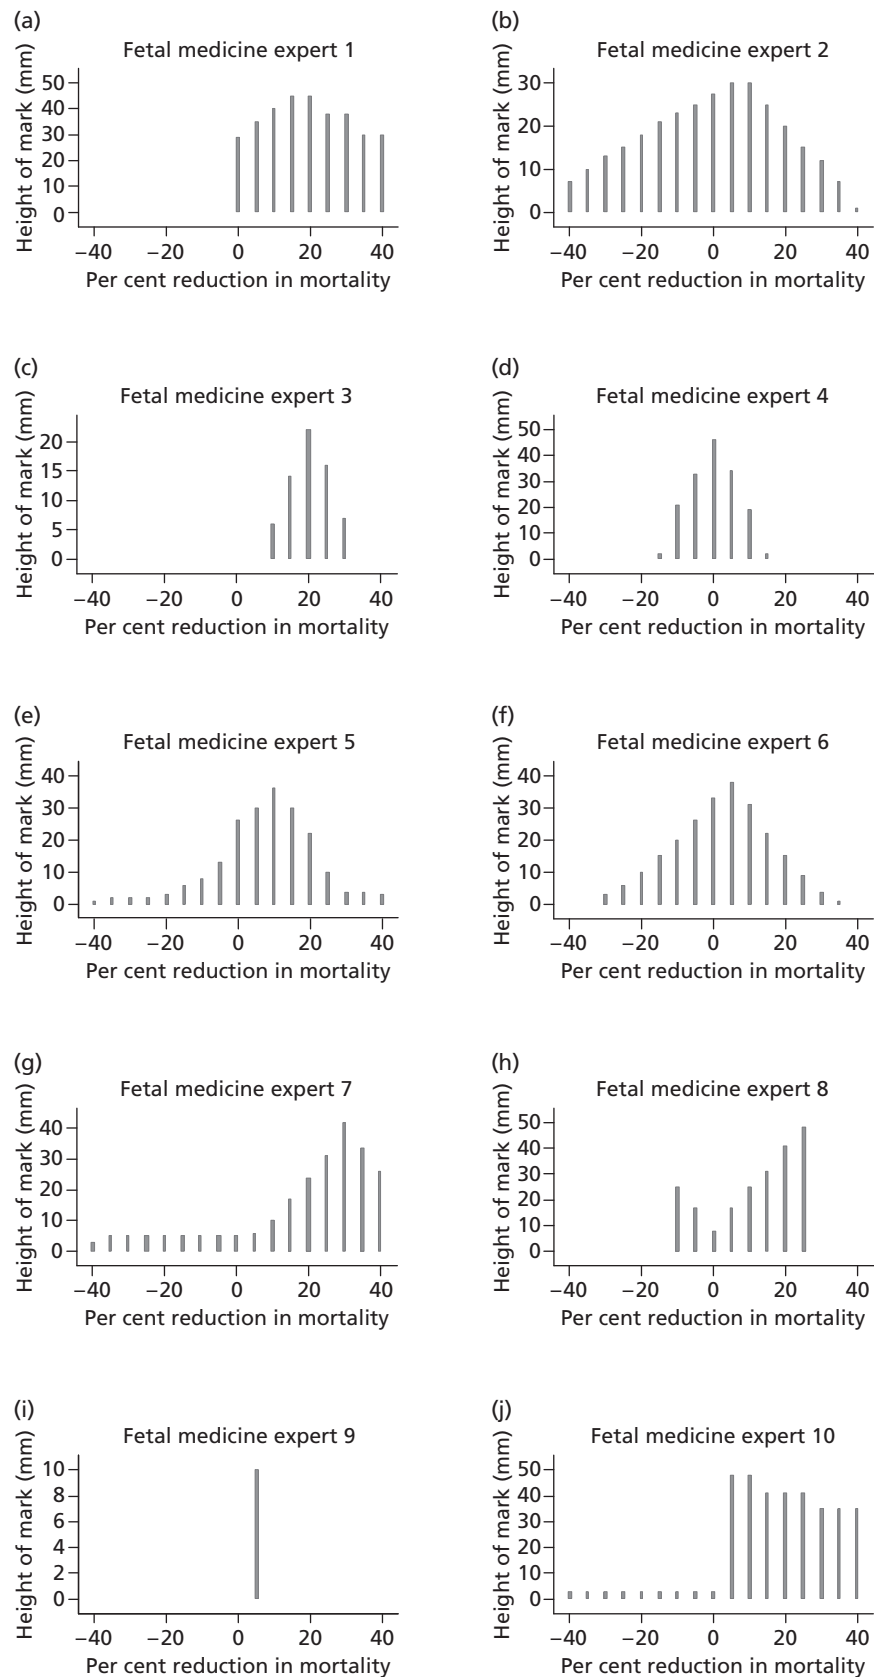 (a)
Fetal medicine expert 1
Height of mark (mm)
50
40
30
20
10
0
−40 −20 0 20 40
Per cent reduction in mortality
(b)
Fetal medicine expert 2
Height of mark (mm)
30
20
10
0
−40 −20 0 20 40
Per cent reduction in mortality
(c)
Fetal medicine expert 3
Height of mark (mm)
20
15
10
5
0
−40 −20 0 20 40
Per cent reduction in mortality
(d)
Fetal medicine expert 4
Height of mark (mm)
50
40
30
20
10
0
−40 −20 0 20 40
Per cent reduction in mortality
(e)
Fetal medicine expert 5
Height of mark (mm)
40
30
20
10
0
−40 −20 0 20 40
Per cent reduction in mortality
(f)
Fetal medicine expert 6
Height of mark (mm)
40
30
20
10
0
−40 −20 0 20 40
Per cent reduction in mortality
(g)
Fetal medicine expert 7
Height of mark (mm)
40
30
20
10
0
−40 −20 0 20 40
Per cent reduction in mortality
(h)
Fetal medicine expert 8
Height of mark (mm)
50
40
30
20
10
0
−40 −20 0 20 40
Per cent reduction in mortality
(i)
Fetal medicine expert 9
Height of mark (mm)
10
8
6
4
2
0
−40 −20 0 20 40
Per cent reduction in mortality
(j)
Fetal medicine expert 10
Height of mark (mm)
50
40
30
20
10
0
−40 −20 0 20 40
Per cent reduction in mortality